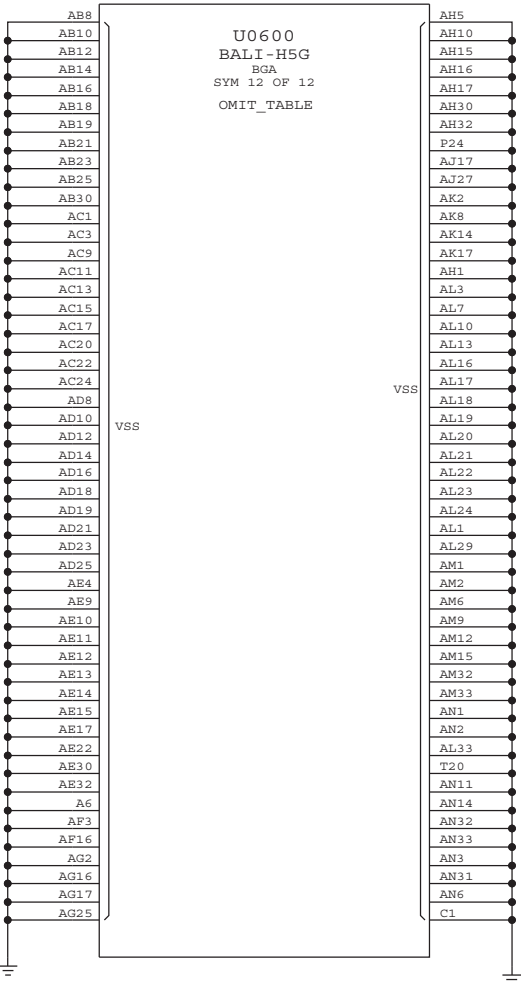 U0600
BALI-H5G
BGA
SYM 12 OF 12
OMIT_TABLE
AB8
AB10
AB12
AB14
AB16
AB18
AB19
AB21
AB23
AB25
AB30
AC1
AC3
AC9
AC11
AC13
AC15
AC17
AC20
AC22
AC24
AD8
AD10
AD12
AD14
AD16
AD18
AD19
AD21
AD23
AD25
AE4
AE9
AE10
AE11
AE12
AE13
AE14
AE15
AE17
AE22
AE30
AE32
A6
AF3
AF16
AG2
AG16
AG17
AG25
VSS
VSS
AH5
AH10
AH15
AH16
AH17
AH30
AH32
P24
AJ17
AJ27
AK2
AK8
AK14
AK17
AH1
AL3
AL7
AL10
AL13
AL16
AL17
AL18
AL19
AL20
AL21
AL22
AL23
AL24
AL1
AL29
AM1
AM2
AM6
AM9
AM12
AM15
AM32
AM33
AN1
AN2
AL33
T20
AN11
AN14
AN32
AN33
AN3
AN31
AN6
C1